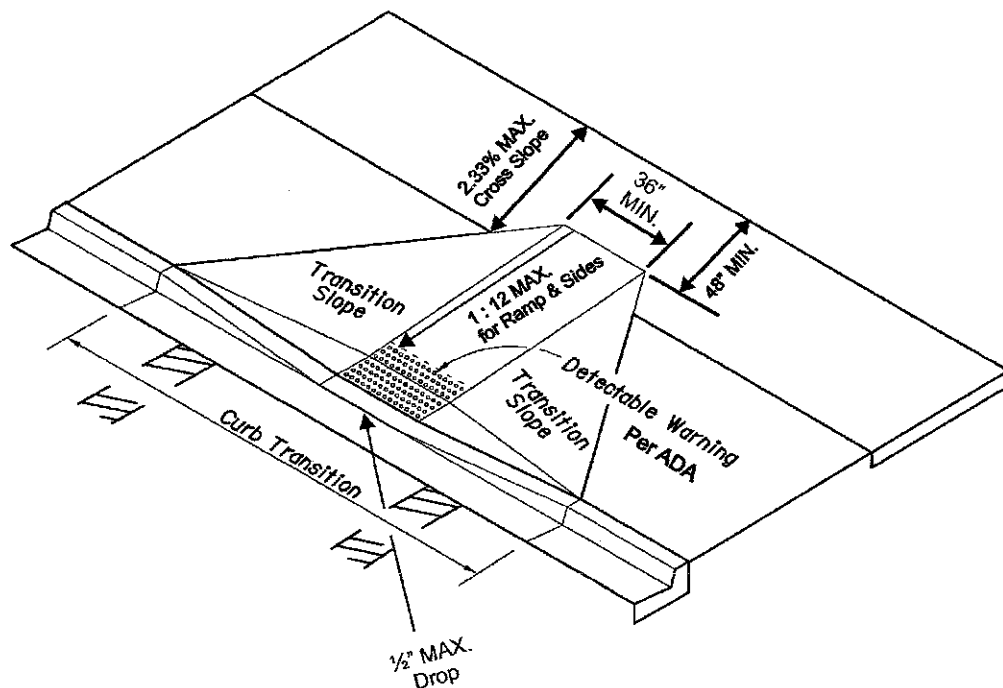 2.33% MAX.
Cross Slope
36"
MIN.
48" MIN.
Transition
Slope
1 : 12 MAX.
for Ramp & Sides
Detectable Warning
Per ADA
Transition
Slope
Curb Transition
½" MAX.
Drop